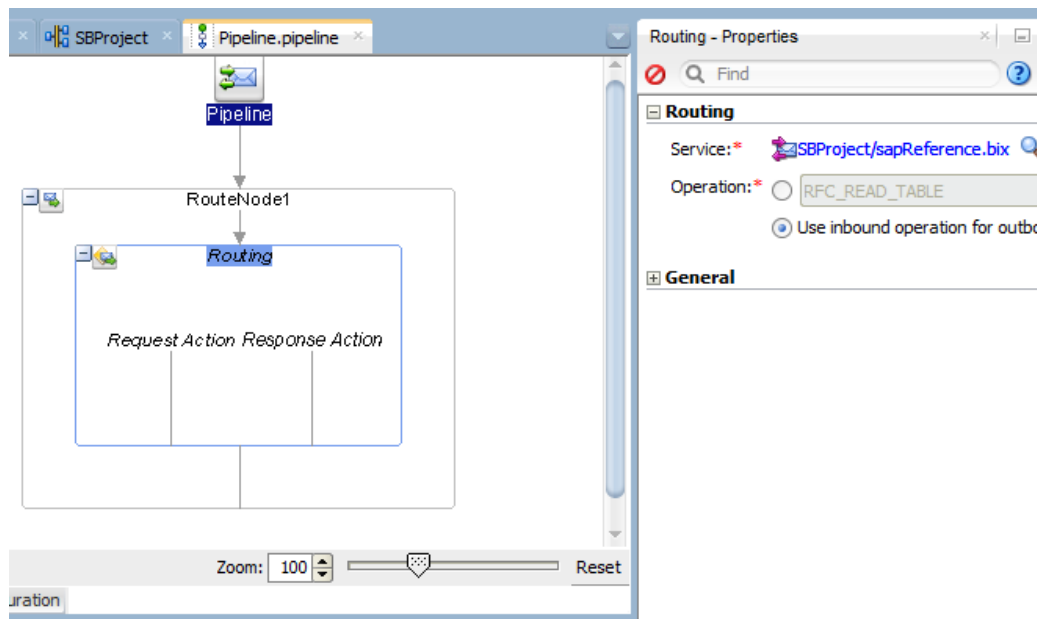 SBProject
Pipeline.pipeline
Pipeline
RouteNode1
Routing
Request Action Response Action
Zoom: 100
Reset
uration
Routing - Properties
Find
Routing
Service:* SBProject/sapReference.bix
Operation:* RFC_READ_TABLE
Use inbound operation for outbo
General